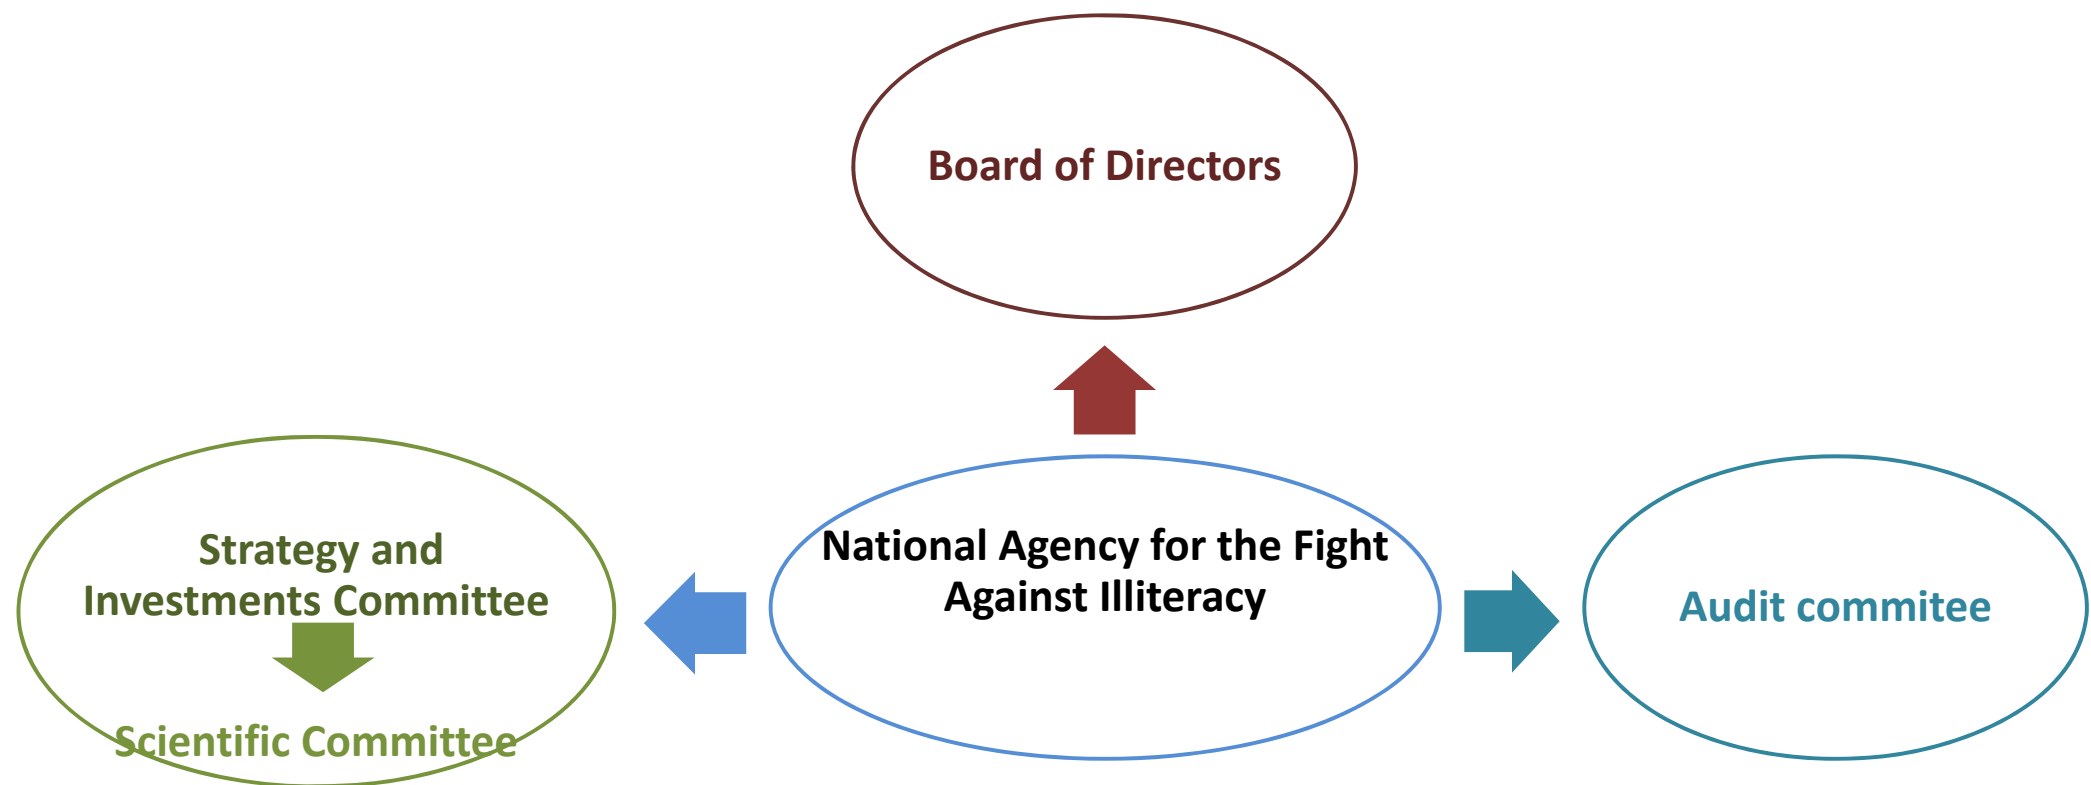 Board of Directors
Strategy and
Investments Committee
Scientific Committee
National Agency for the Fight
Against Illiteracy
Audit commitee